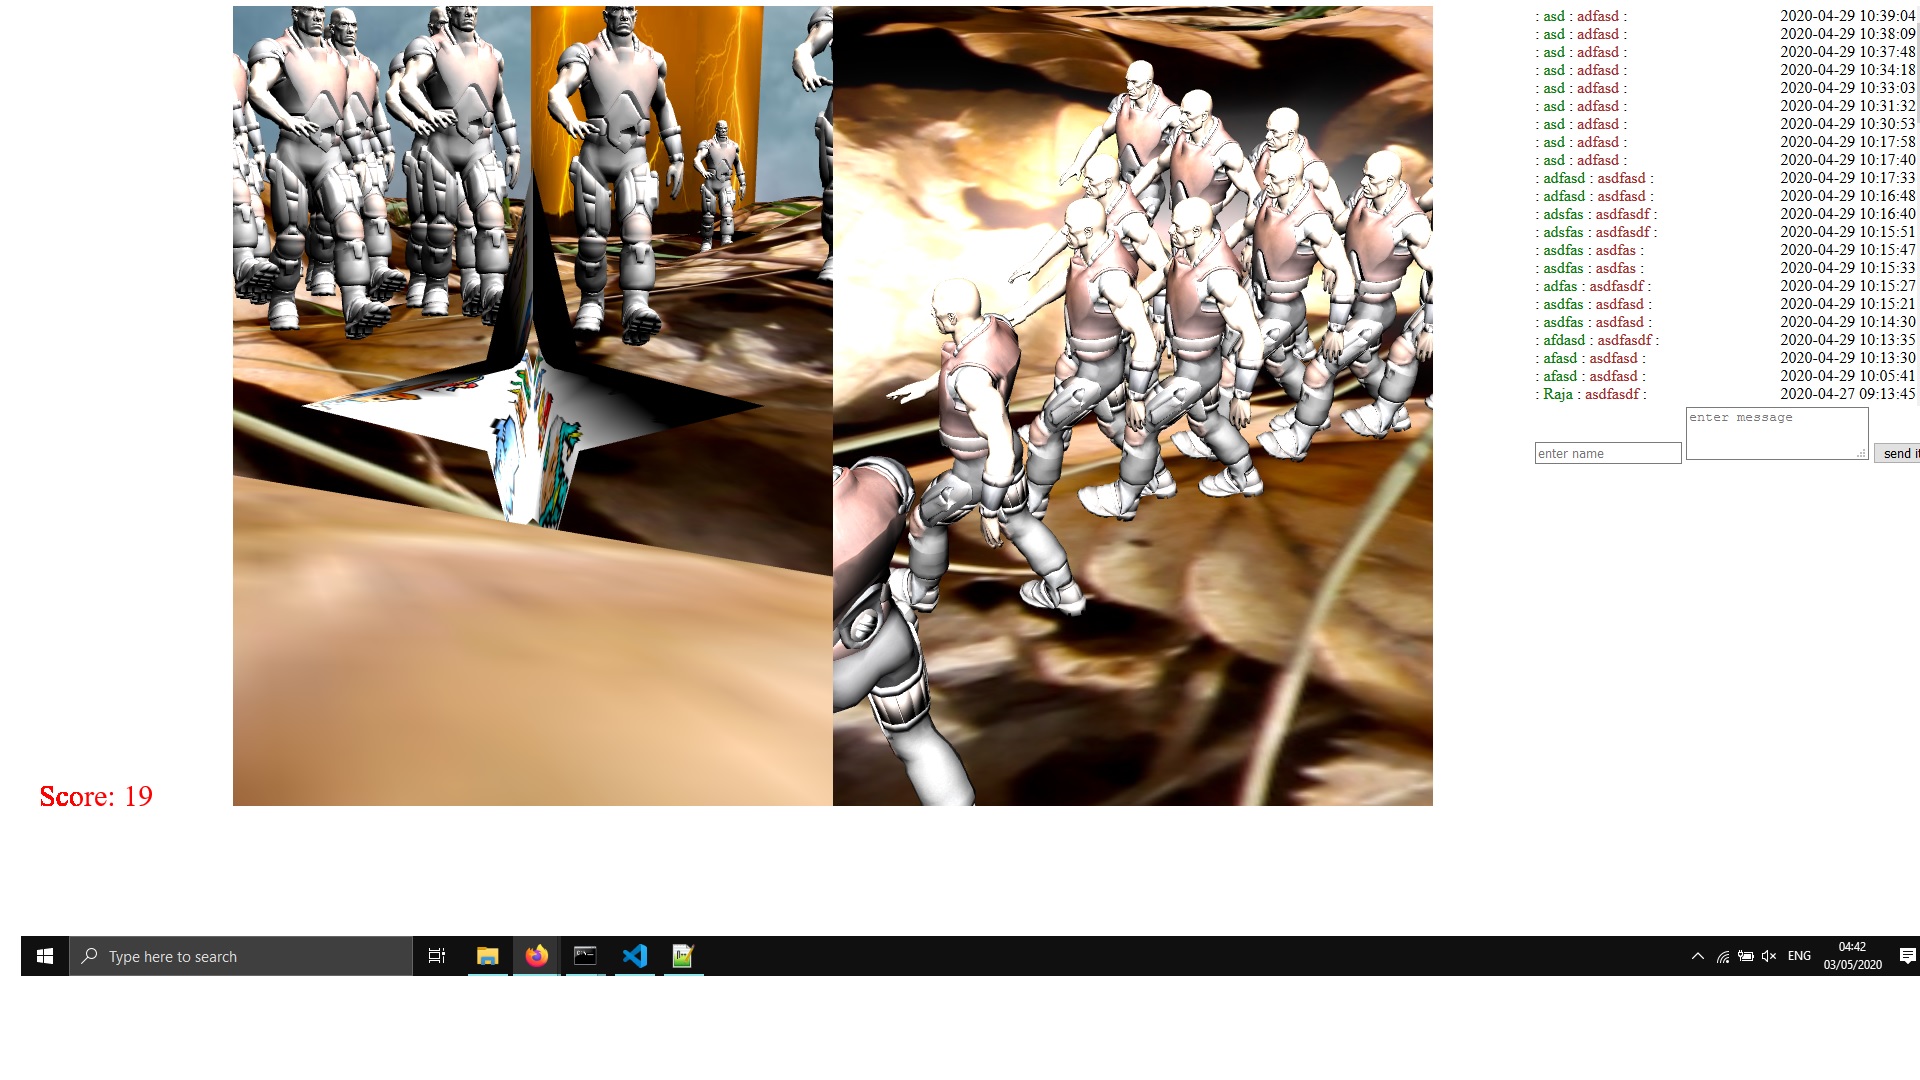 : asd : adfasd : 2020-04-29 10:39:04
: asd : adfasd : 2020-04-29 10:38:09
: asd : adfasd : 2020-04-29 10:37:48
: asd : adfasd : 2020-04-29 10:34:18
: asd : adfasd : 2020-04-29 10:33:03
: asd : adfasd : 2020-04-29 10:31:32
: asd : adfasd : 2020-04-29 10:30:53
: asd : adfasd : 2020-04-29 10:17:58
: asd : adfasd : 2020-04-29 10:17:40
: adfasd : asdfasd : 2020-04-29 10:17:33
: adfasd : asdfasd : 2020-04-29 10:16:48
: adsfas : asdfasdf : 2020-04-29 10:16:40
: adsfas : asdfasdf : 2020-04-29 10:15:51
: asdfas : asdfas : 2020-04-29 10:15:47
: asdfas : asdfas : 2020-04-29 10:15:33
: adfas : asdfasdf : 2020-04-29 10:15:27
: asdfas : asdfasd : 2020-04-29 10:15:21
: asdfas : asdfasd : 2020-04-29 10:14:30
: afdasd : asdfasdf : 2020-04-29 10:13:35
: afasd : asdfasd : 2020-04-29 10:13:30
: afasd : asdfasd : 2020-04-29 10:05:41
: Raja : asdfasdf : 2020-04-27 09:13:45
enter message
enter name
send it
Score: 19
Type here to search
ENG
04:42
03/05/2020